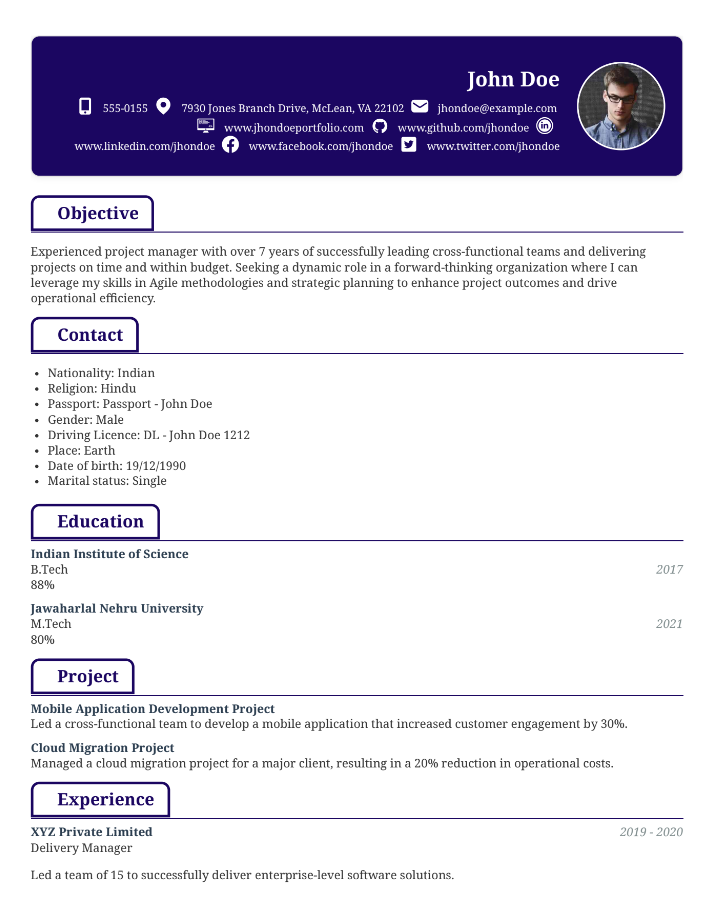 John Doe
555-0155 7930 Jones Branch Drive, McLean, VA 22102 jhondoe@example.com
www.jhondoeportfolio.com www.github.com/jhondoe
www.linkedin.com/jhondoe www.facebook.com/jhondoe www.twitter.com/jhondoe
Objective
Experienced project manager with over 7 years of successfully leading cross-functional teams and delivering
projects on time and within budget. Seeking a dynamic role in a forward-thinking organization where I can
leverage my skills in Agile methodologies and strategic planning to enhance project outcomes and drive
operational efficiency.
Contact
• Nationality: Indian
• Religion: Hindu
• Passport: Passport - John Doe
• Gender: Male
• Driving Licence: DL - John Doe 1212
• Place: Earth
• Date of birth: 19/12/1990
• Marital status: Single
Education
Indian Institute of Science
B.Tech 2017
88%
Jawaharlal Nehru University
M.Tech 2021
80%
Project
Mobile Application Development Project
Led a cross-functional team to develop a mobile application that increased customer engagement by 30%.
Cloud Migration Project
Managed a cloud migration project for a major client, resulting in a 20% reduction in operational costs.
Experience
XYZ Private Limited 2019 - 2020
Delivery Manager
Led a team of 15 to successfully deliver enterprise-level software solutions.